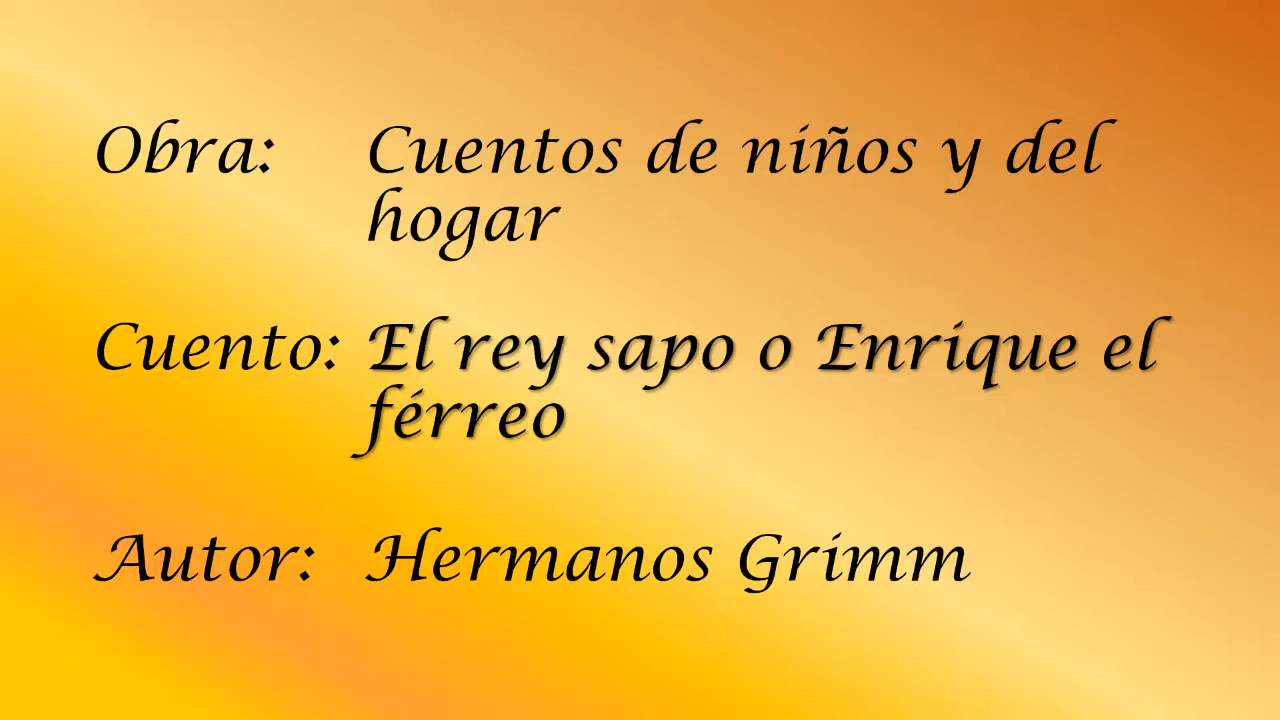 Obra: Cuentos de niños y del
hogar
Cuento: El rey sapo o Enrique el
férreo
Autor: Hermanos Grimm